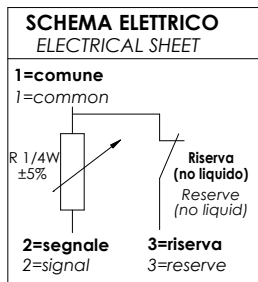 SCHEMA ELETTRICO
ELECTRICAL SHEET
1=comune
1=common
R 1/4W
±5%
Riserva
(no liquido)
Reserve
(no liquid)
2=segnale
2=signal
3=riserva
3=reserve